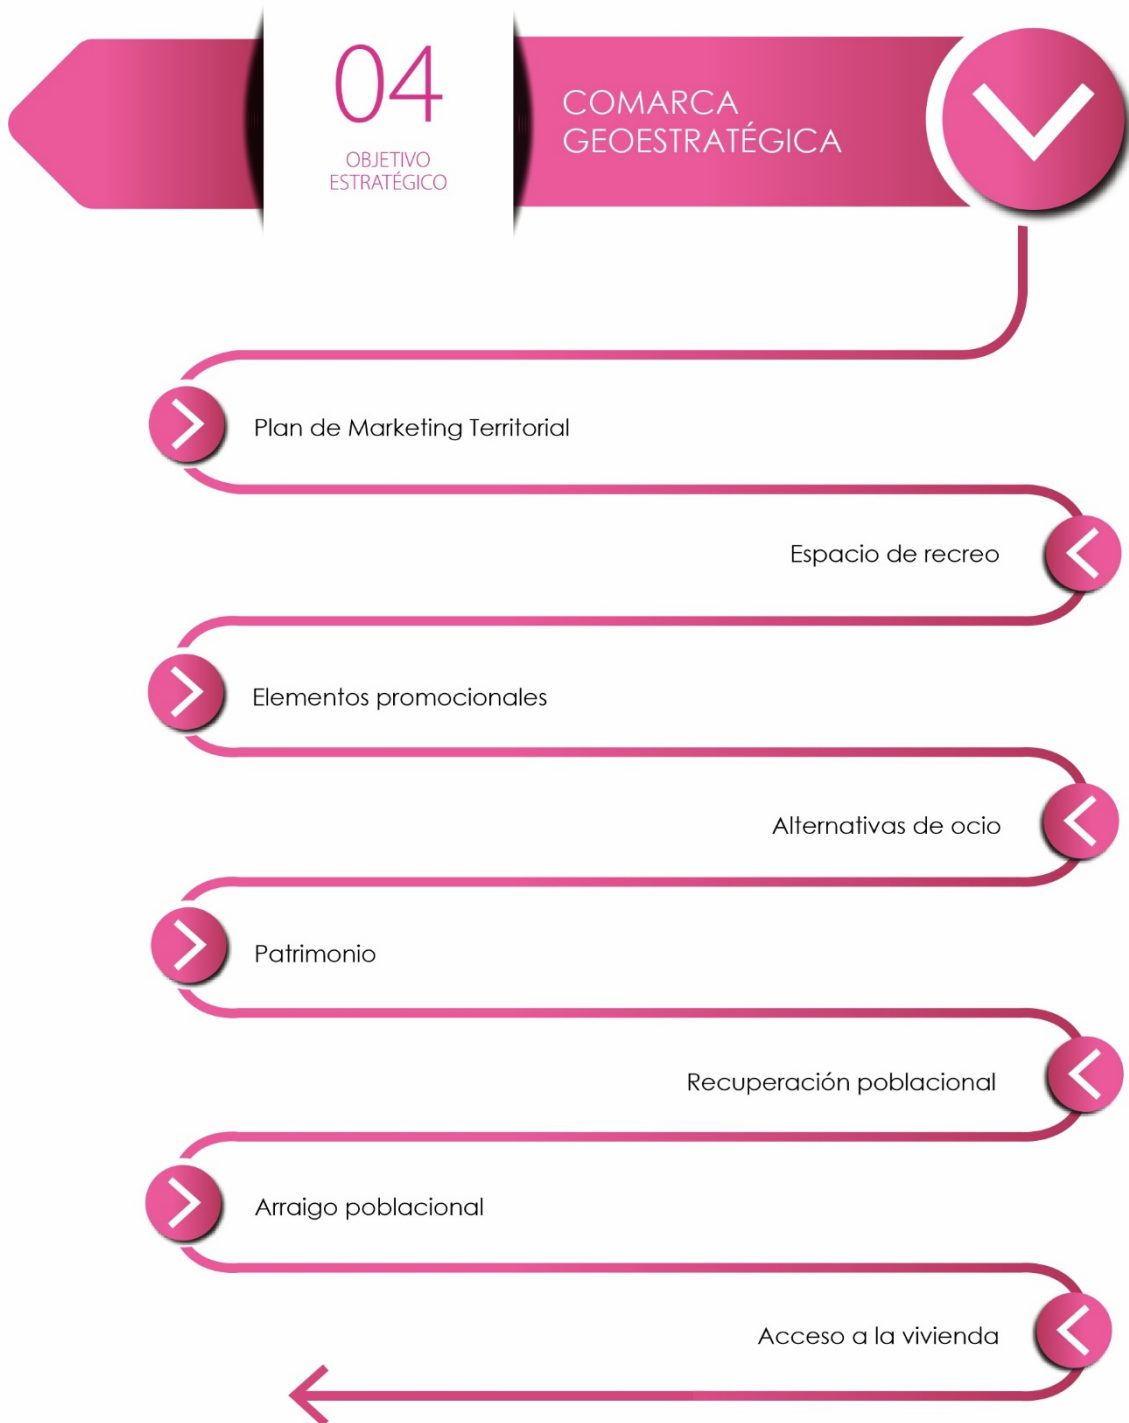 04
OBJETIVO
ESTRATÉGICO
COMARCA
GEOESTRATÉGICA
Plan de Marketing Territorial
Espacio de recreo
Elementos promocionales
Alternativas de ocio
Patrimonio
Recuperación poblacional
Arraigo poblacional
Acceso a la vivienda